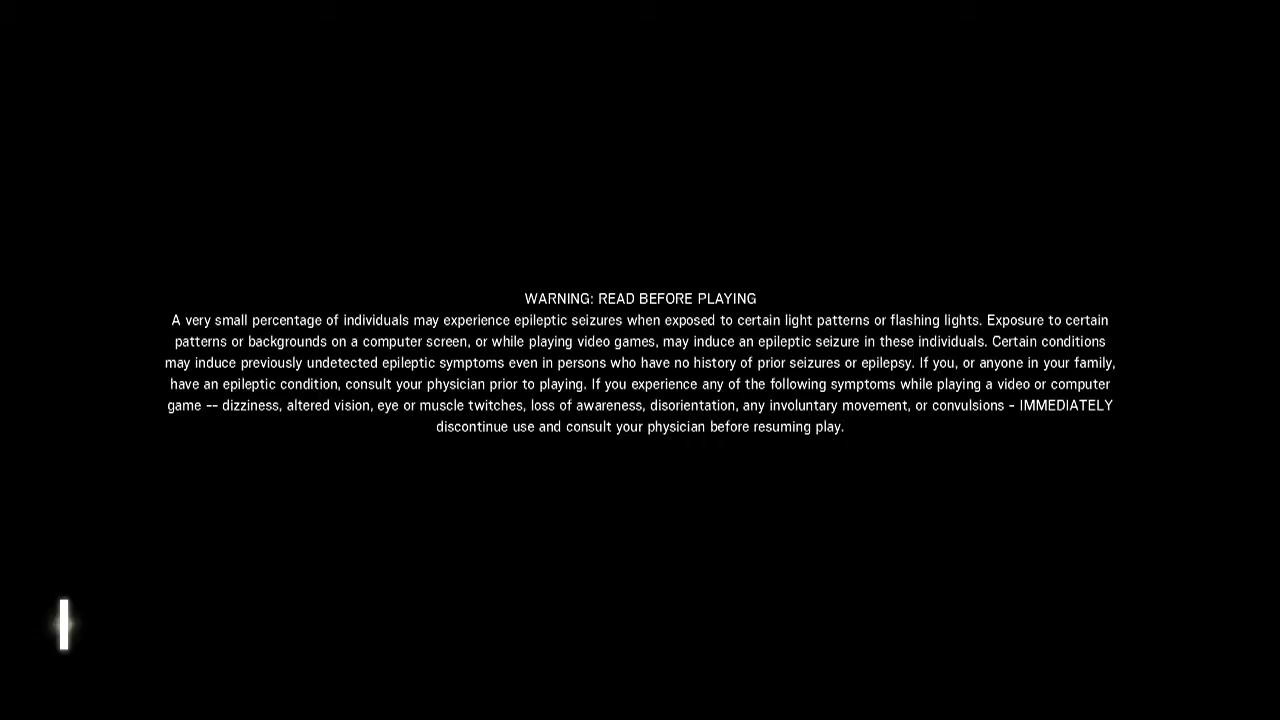 WARNING: READ BEFORE PLAYING
A very small percentage of individuals may experience epileptic seizures when exposed to certain light patterns or flashing lights. Exposure to certain
patterns or backgrounds on a computer screen, or while playing video games, may induce an epileptic seizure in these individuals. Certain conditions
may induce previously undetected epileptic symptoms even in persons who have no history of prior seizures or epilepsy. If you, or anyone in your family,
have an epileptic condition, consult your physician prior to playing. If you experience any of the following symptoms while playing a video or computer
game -- dizziness, altered vision, eye or muscle twitches, loss of awareness, disorientation, any involuntary movement, or convulsions - IMMEDIATELY
discontinue use and consult your physician before resuming play.